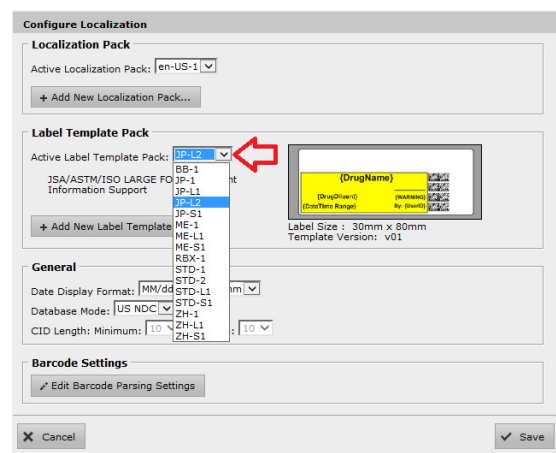 Configure Localization
Localization Pack
Active Localization Pack: en-US-1
+ Add New Localization Pack...
Label Template Pack
Active Label Template Pack: JP-L2
JSA/ASTM/ISO LARGE FO nt
Information Support
+ Add New Label Template
BB-1
JP-1
JP-L1
JP-L2
JP-S1
ME-1
ME-L1
ME-S1
RBX-1
STD-1
STD-2
STD-L1
STD-S1
ZH-1
ZH-L1
ZH-S1
{DrugName}
{DrugDiluent}
{WARNING}
{DateTime Range}
By: {UserID}
Label Size : 30mm x 80mm
Template Version: v01
General
Date Display Format: MM/dd nm
Database Mode: US NDC
CID Length: Minimum: 10 : 10
Barcode Settings
Edit Barcode Parsing Settings
Cancel
Save